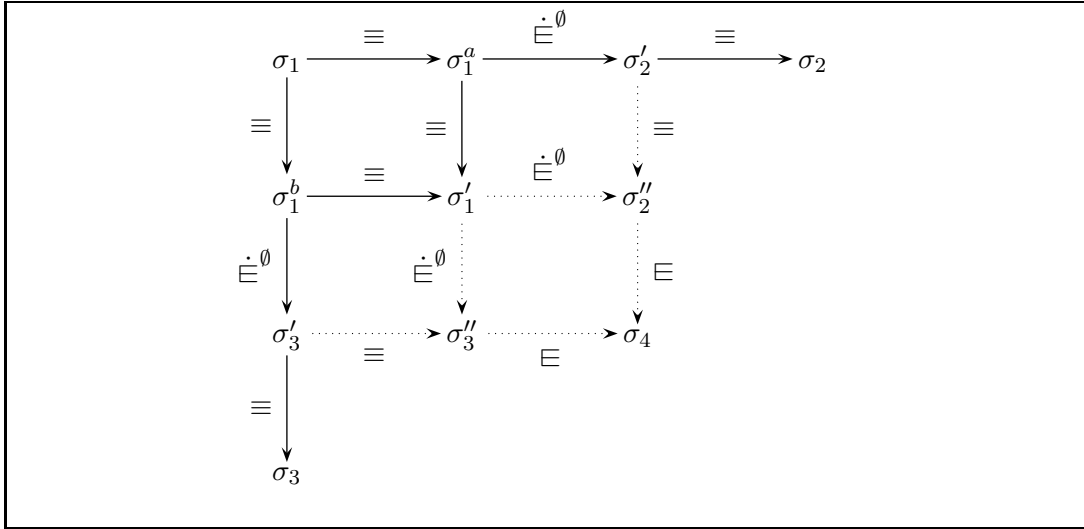 ≡ ⋿̇^∅ ≡
σ₁ σ₁ᵃ σ₂′ σ₂
≡ ≡ ≡
≡ ⋿̇^∅
σ₁ᵇ σ₁′ σ₂″
⋿̇^∅ ⋿̇^∅ ⋿
σ₃′ σ₃″ σ₄
≡ ⋿
≡
σ₃